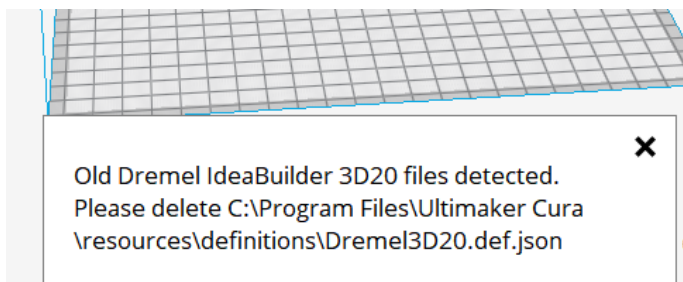 Old Dremel IdeaBuilder 3D20 files detected.
Please delete C:\Program Files\Ultimaker Cura
\resources\definitions\Dremel3D20.def.json